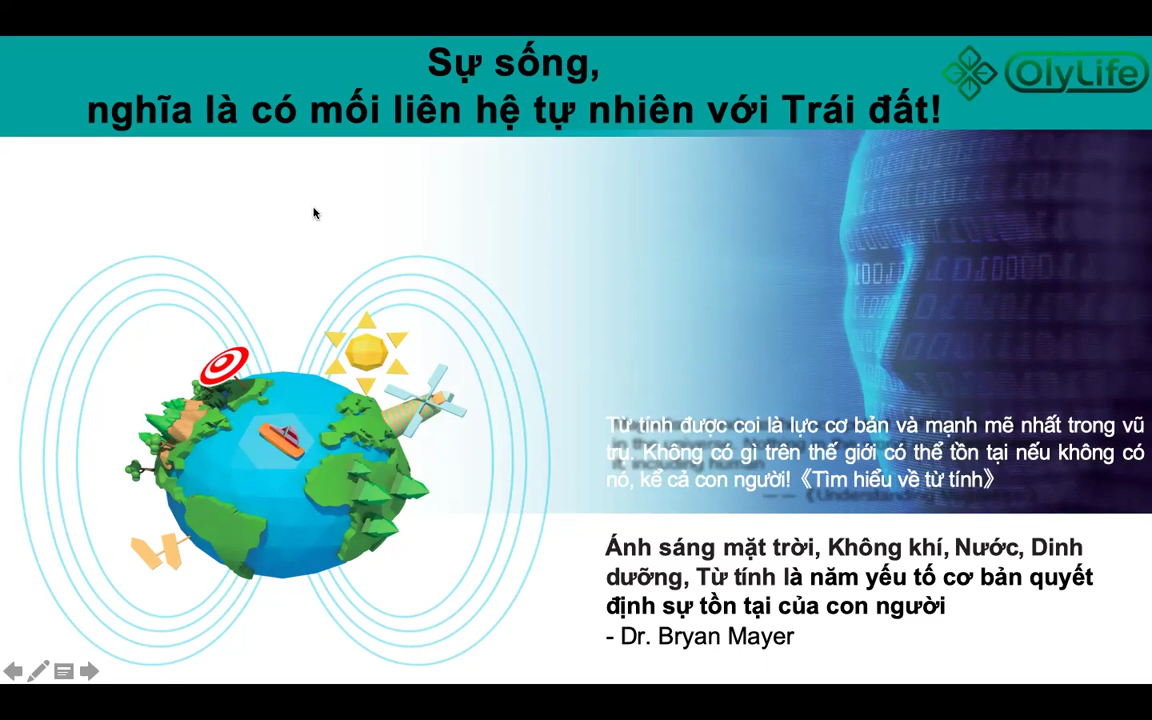 Sự sống,
nghĩa là có mối liên hệ tự nhiên với Trái đất!
OlyLife
Từ tính được coi là lực cơ bản và mạnh mẽ nhất trong vũ
trụ. Không có gì trên thế giới có thể tồn tại nếu không có
nó, kể cả con người!《Tìm hiểu về từ tính》
Ánh sáng mặt trời, Không khí, Nước, Dinh
dưỡng, Từ tính là năm yếu tố cơ bản quyết
định sự tồn tại của con người
- Dr. Bryan Mayer